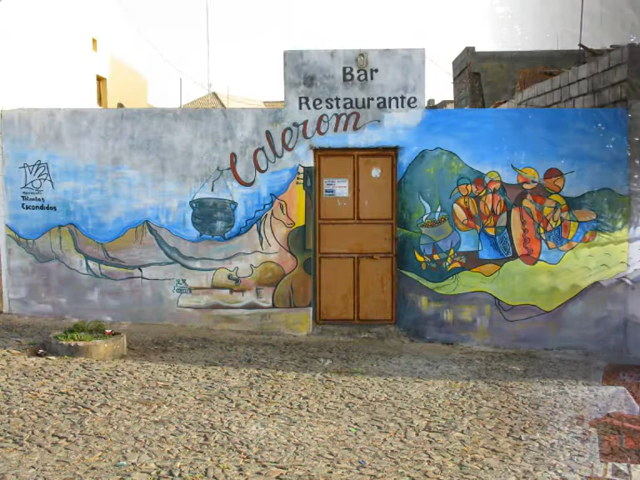 Bar
Restaurante
Calerom
Talentos
Escondidos